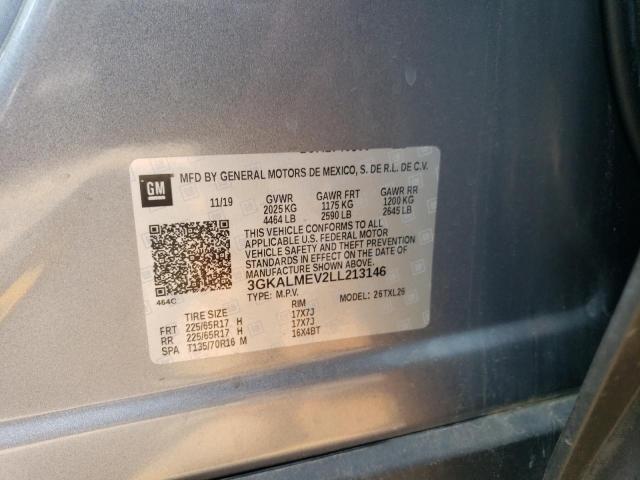 GM
MFD BY GENERAL MOTORS DE MEXICO, S. DE R.L. DE C.V.
11/19 GVWR GAWR FRT GAWR RR
2025 KG 1175 KG 1200 KG
4464 LB 2590 LB 2645 LB
THIS VEHICLE CONFORMS TO ALL
APPLICABLE U.S. FEDERAL MOTOR
VEHICLE SAFETY AND THEFT PREVENTION
STANDARDS IN EFFECT ON THE DATE OF
MANUFACTURE SHOWN ABOVE.
464C 3GKALMEV2LL213146
TYPE: M.P.V. MODEL: 26TXL26
TIRE SIZE RIM
FRT 225/65R17 H 17X7J
RR 225/65R17 H 17X7J
SPA T135/70R16 M 16X4BT